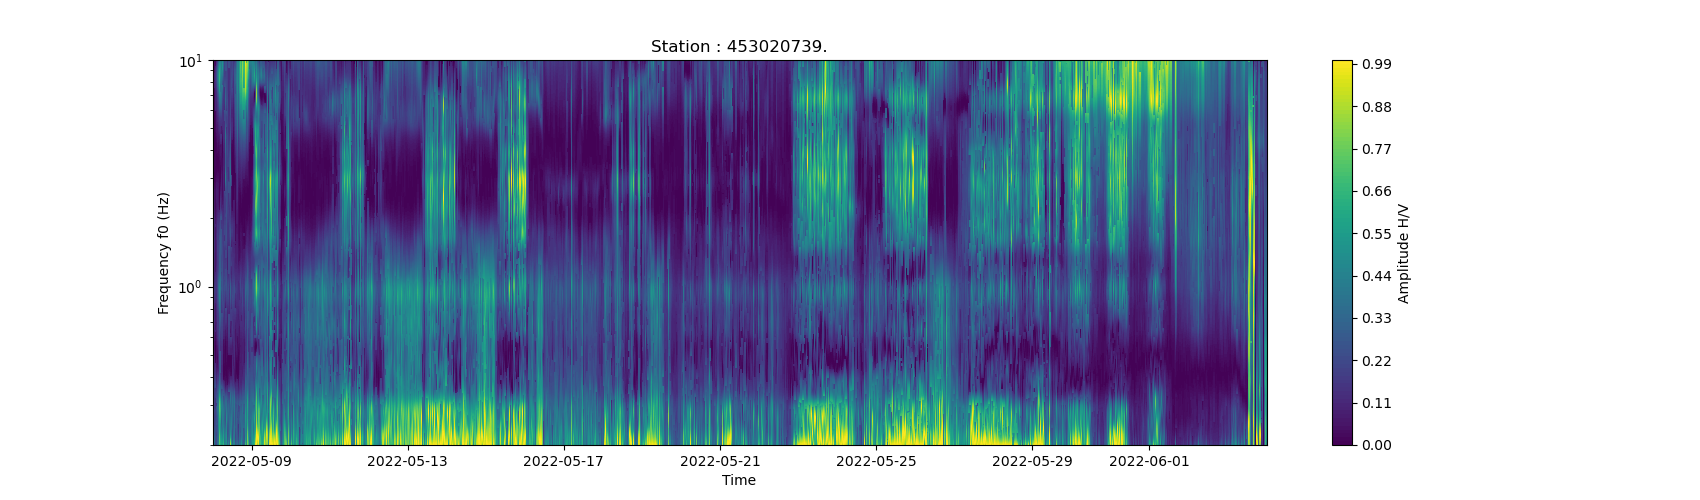 Station : 453020739.
10¹
10⁰
Frequency f0 (Hz)
2022-05-09 2022-05-13 2022-05-17 2022-05-21 2022-05-25 2022-05-29 2022-06-01
Time
0.99
0.88
0.77
0.66
0.55
0.44
0.33
0.22
0.11
0.00
Amplitude H/V